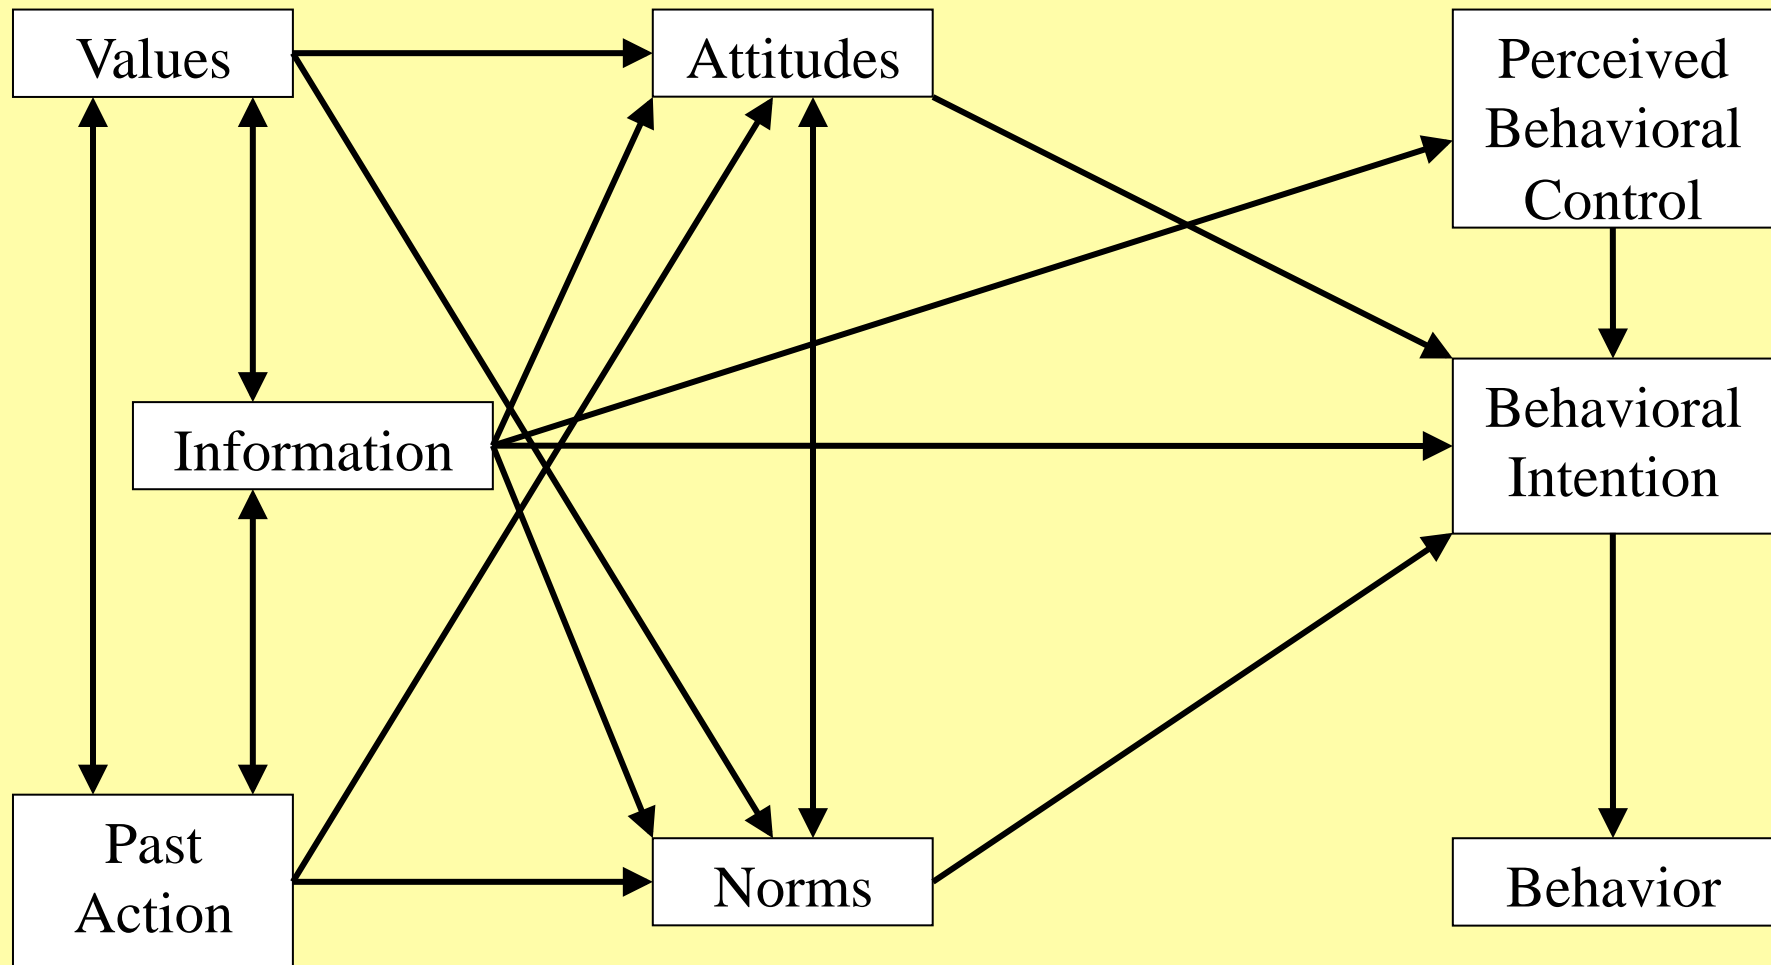 Values
Attitudes
Perceived
Behavioral
Control
Information
Behavioral
Intention
Past
Action
Norms
Behavior